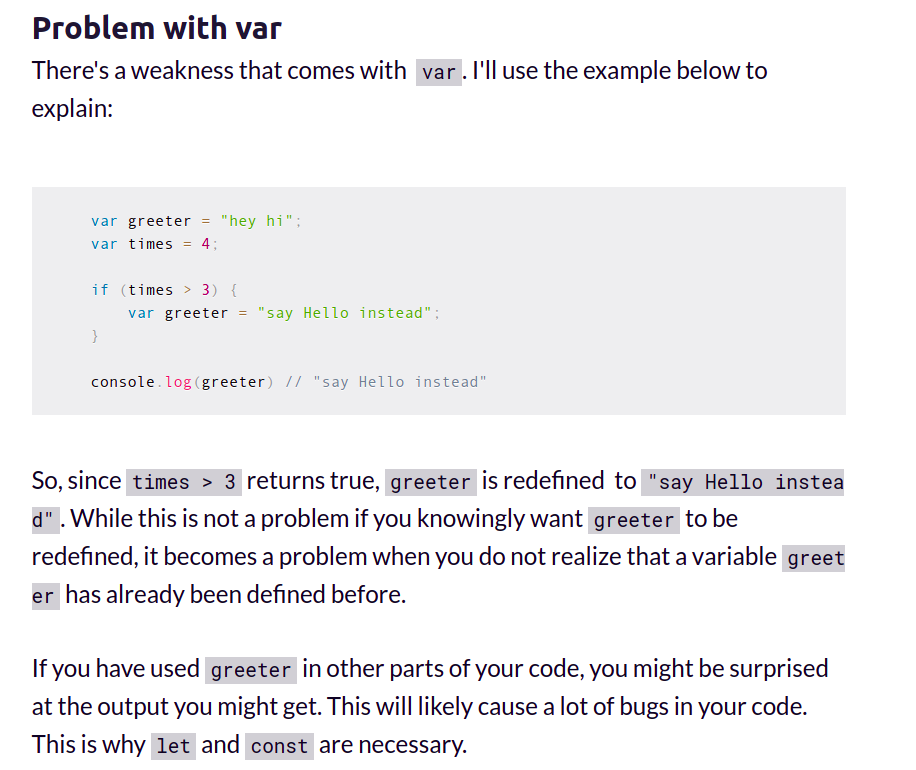 Problem with var
There's a weakness that comes with var. I'll use the example below to
explain:
var greeter = "hey hi";
var times = 4;
if (times > 3) {
    var greeter = "say Hello instead";
}
console.log(greeter) // "say Hello instead"
So, since times > 3 returns true, greeter is redefined to "say Hello instea
d". While this is not a problem if you knowingly want greeter to be
redefined, it becomes a problem when you do not realize that a variable greet
er has already been defined before.
If you have used greeter in other parts of your code, you might be surprised
at the output you might get. This will likely cause a lot of bugs in your code.
This is why let and const are necessary.